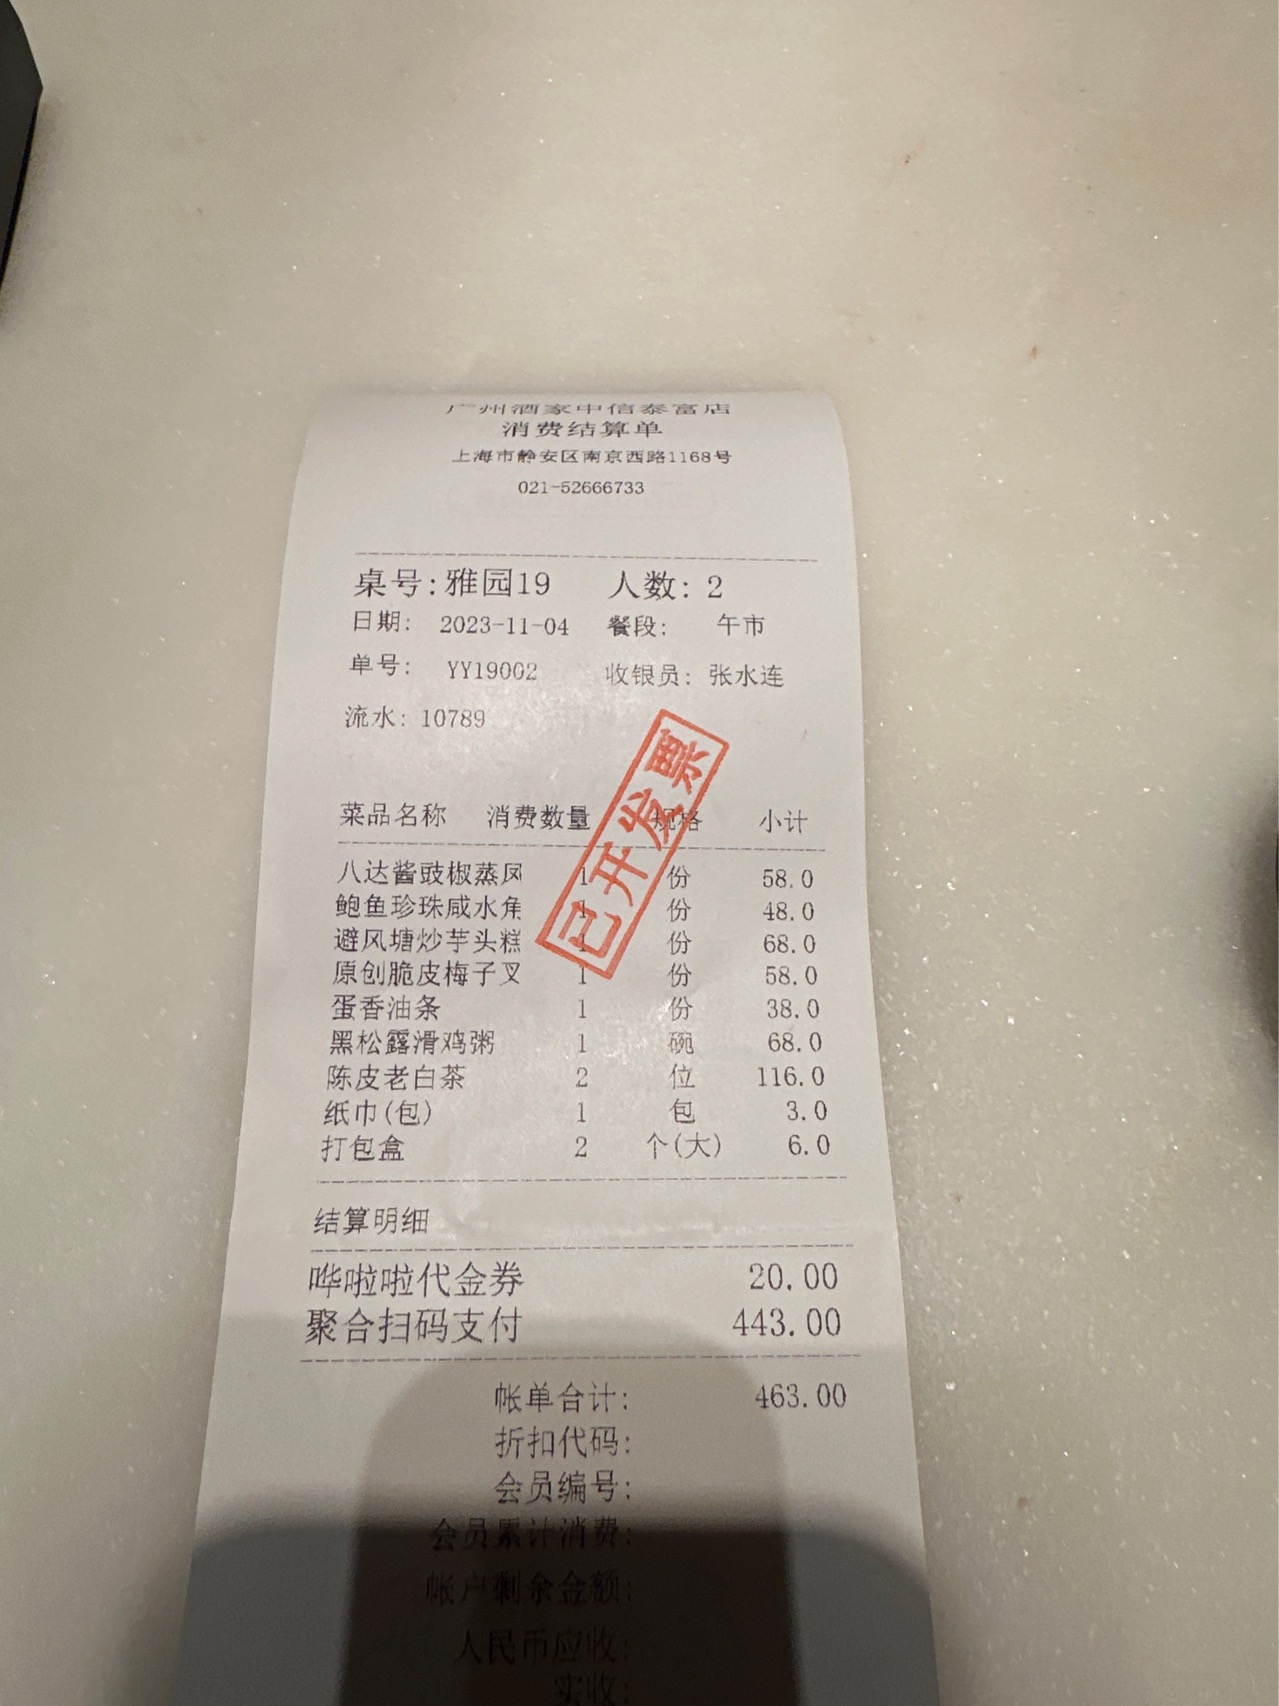 广州酒家中信泰富店
消费结算单
上海市静安区南京西路1168号
021-52666733
桌号:雅园19 人数: 2
日期: 2023-11-04 餐段: 午市
单号: YY19002 收银员: 张水连
流水: 10789
已开发票
菜品名称 消费数量 规格 小计
八达酱豉椒蒸凤 1 份 58.0
鲍鱼珍珠咸水角 1 份 48.0
避风塘炒芋头糕 1 份 68.0
原创脆皮梅子叉 1 份 58.0
蛋香油条 1 份 38.0
黑松露滑鸡粥 1 碗 68.0
陈皮老白茶 2 位 116.0
纸巾(包) 1 包 3.0
打包盒 2 个(大) 6.0
结算明细
哗啦啦代金券 20.00
聚合扫码支付 443.00
帐单合计: 463.00
折扣代码:
会员编号:
会员累计消费:
帐户剩余金额:
人民币应收:
实收: